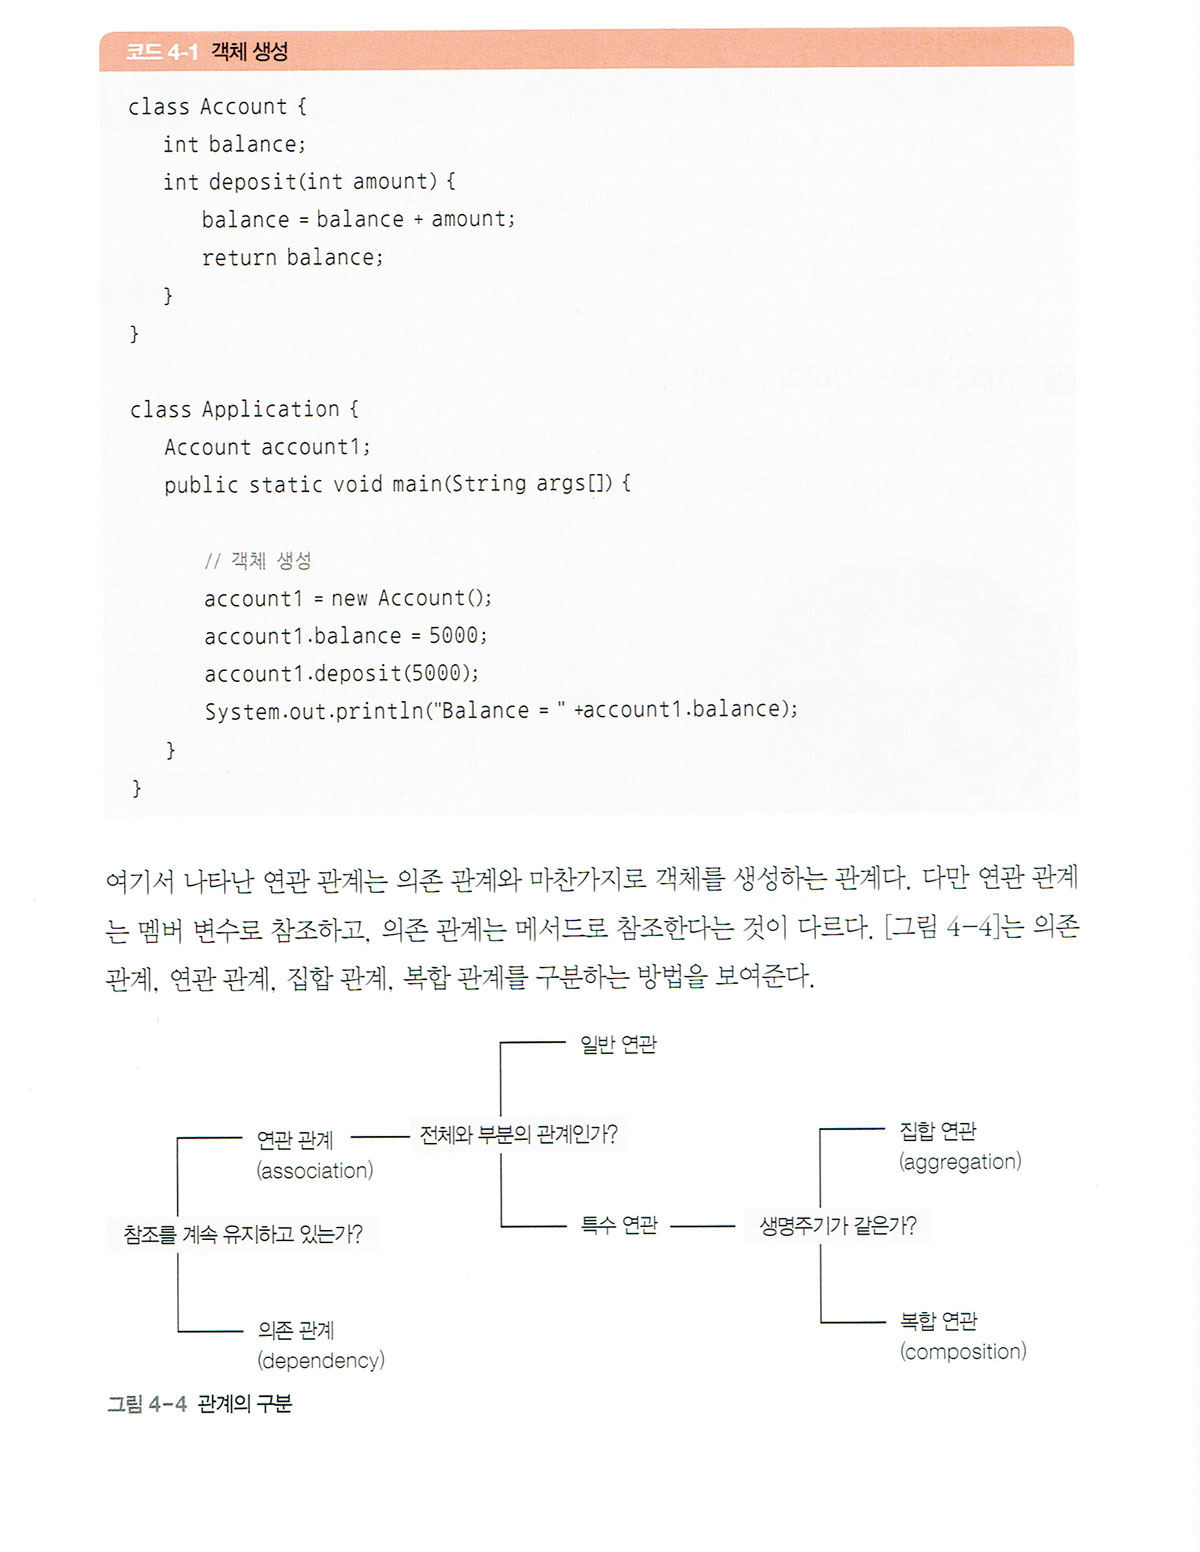 코드 4-1 객체 생성
class Account {
int balance;
int deposit(int amount) {
balance = balance + amount;
return balance;
}
}
class Application {
Account account1;
public static void main(String args[]) {
// 객체 생성
account1 = new Account();
account1.balance = 5000;
account1.deposit(5000);
System.out.println("Balance = " +account1.balance);
}
}
여기서 나타난 연관 관계는 의존 관계와 마찬가지로 객체를 생성하는 관계다. 다만 연관 관계
는 멤버 변수로 참조하고, 의존 관계는 메서드로 참조한다는 것이 다르다. [그림 4-4]는 의존
관계, 연관 관계, 집합 관계, 복합 관계를 구분하는 방법을 보여준다.
일반 연관
연관 관계
(association)
전체와 부분의 관계인가?
집합 연관
(aggregation)
참조를 계속 유지하고 있는가?
특수 연관
생명주기가 같은가?
의존 관계
(dependency)
복합 연관
(composition)
그림 4-4 관계의 구분